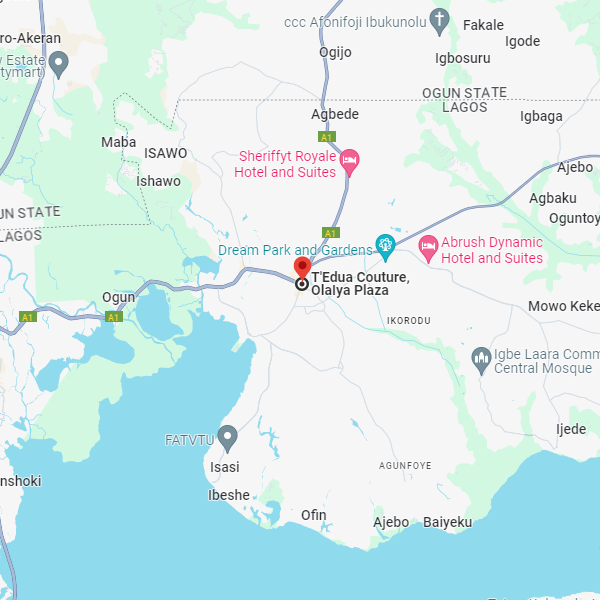 ccc Afonifoji Ibukunolu
Fakale
Igode
ro-Akeran
Ogijo
Igbosuru
Estate
tymart)
OGUN STATE
LAGOS
Agbede
Igbaga
A1
Maba
ISAWO
Sheriffyt Royale
Hotel and Suites
Ajebo
Ishawo
Agbaku
Oguntoy
UN STATE
LAGOS
A1
Dream Park and Gardens
Abrush Dynamic
Hotel and Suites
T'Edua Couture,
Olaiya Plaza
Ogun
Mowo Keke
A1
A1
IKORODU
Igbe Laara Comm
Central Mosque
Ijede
FATVTU
Isasi
AGUNFOYE
nshoki
Ibeshe
Ofin
Ajebo
Baiyeku